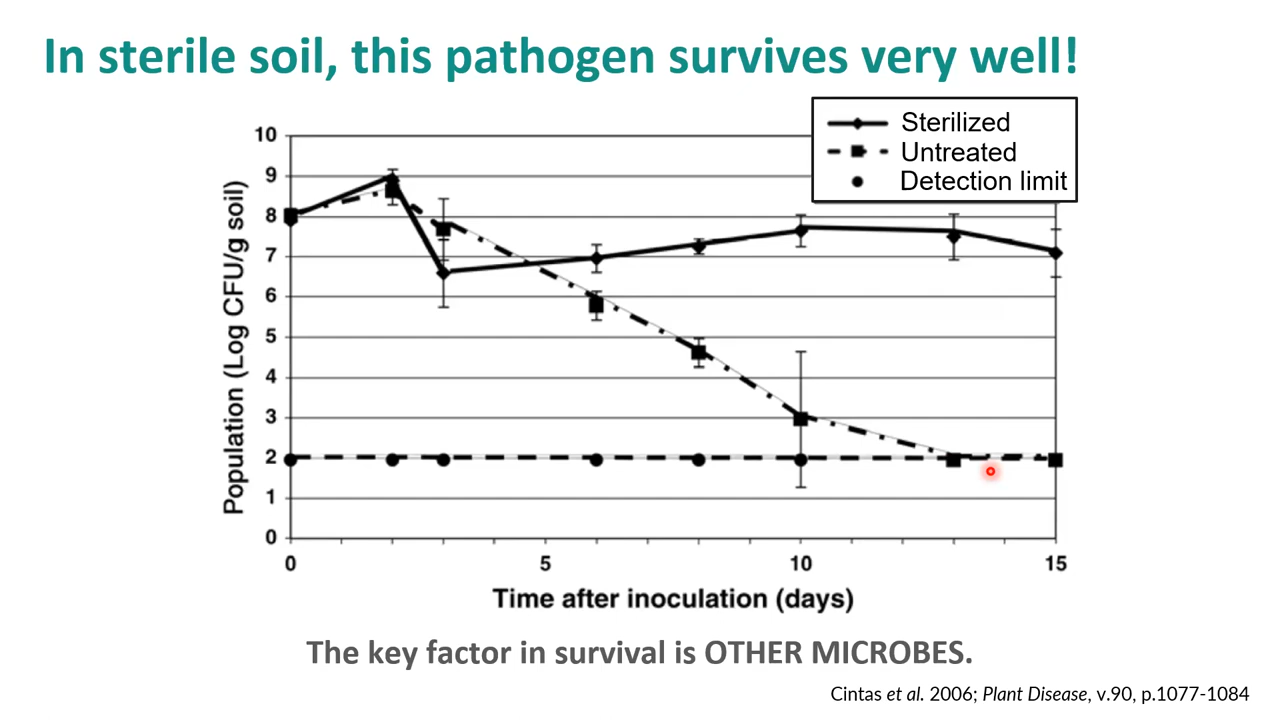 In sterile soil, this pathogen survives very well!
Sterilized
Untreated
Detection limit
10
9
8
7
6
5
4
3
2
1
0
Population (Log CFU/g soil)
0 5 10 15
Time after inoculation (days)
The key factor in survival is OTHER MICROBES.
Cintas et al. 2006; Plant Disease, v.90, p.1077-1084